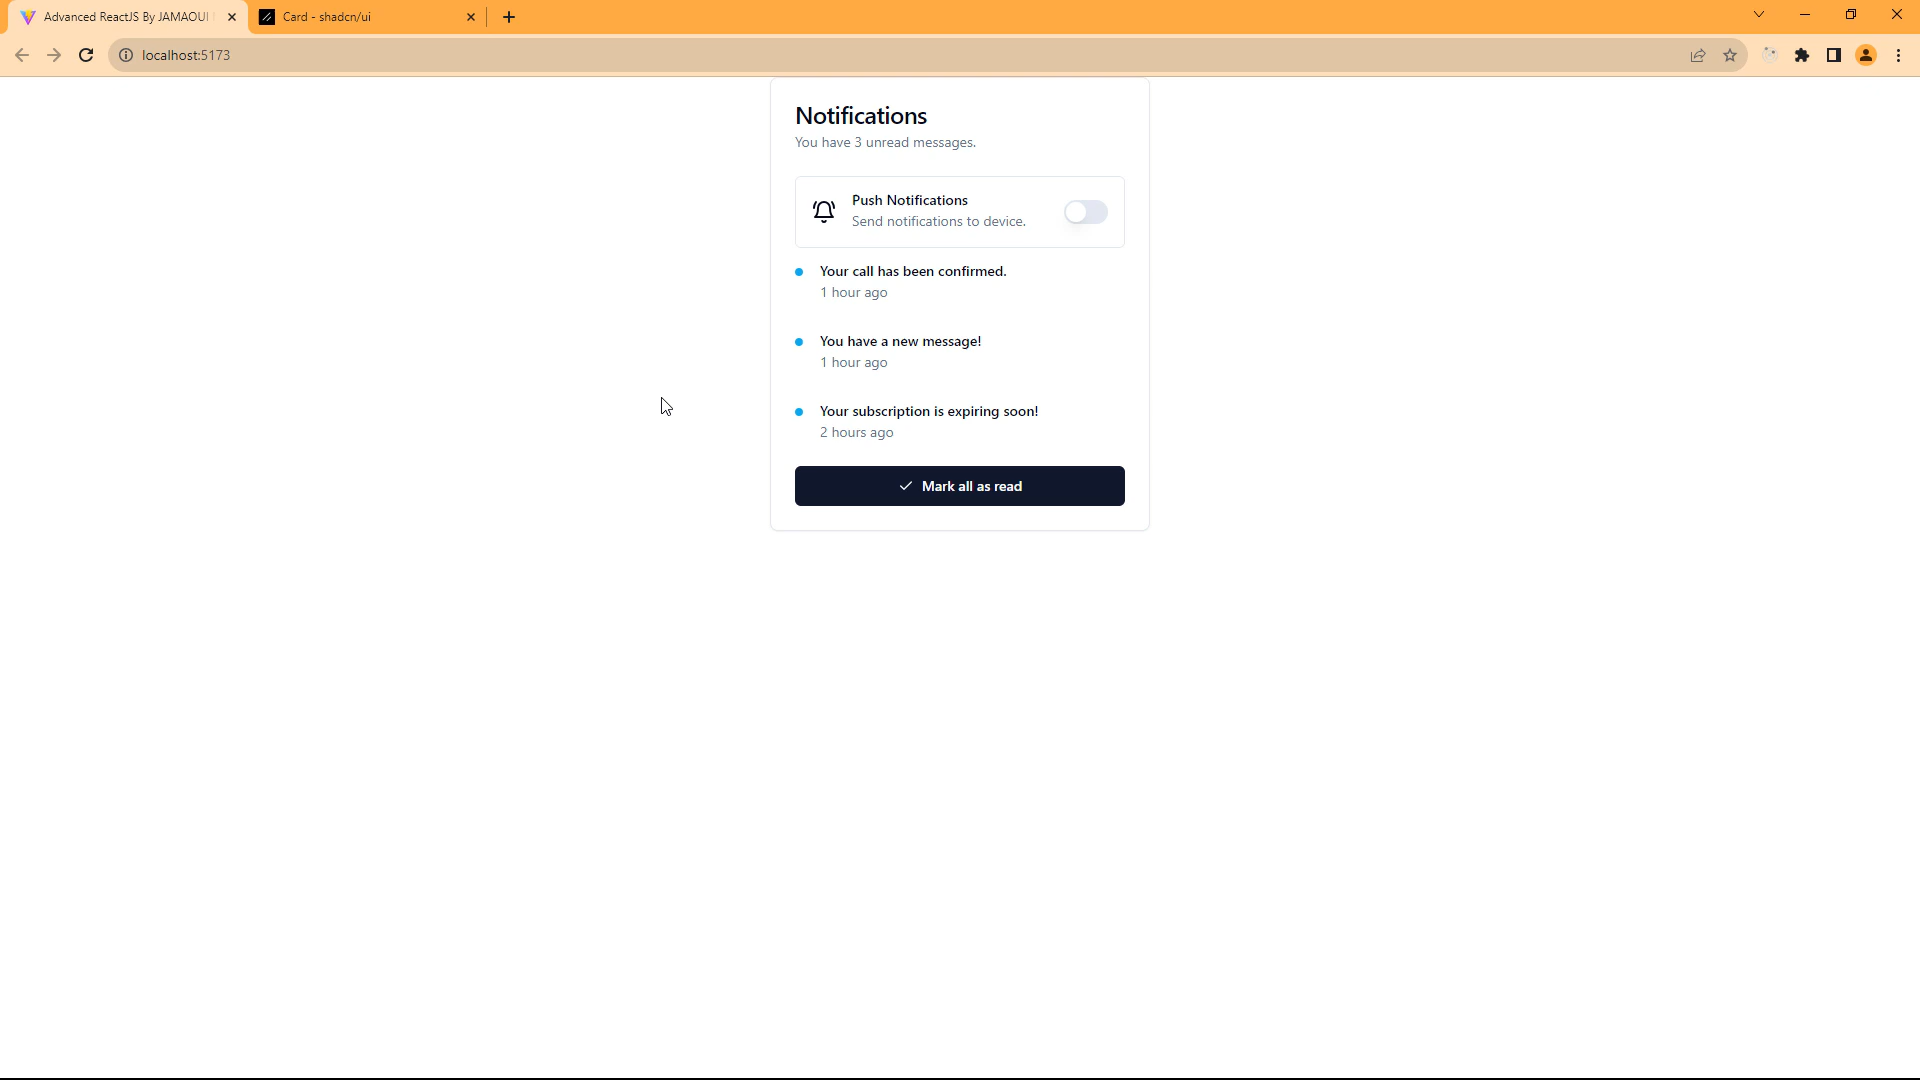 Advanced ReactJS By JAMAOUI
Card - shadcn/ui
localhost:5173
Notifications
You have 3 unread messages.
Push Notifications
Send notifications to device.
Your call has been confirmed.
1 hour ago
You have a new message!
1 hour ago
Your subscription is expiring soon!
2 hours ago
Mark all as read